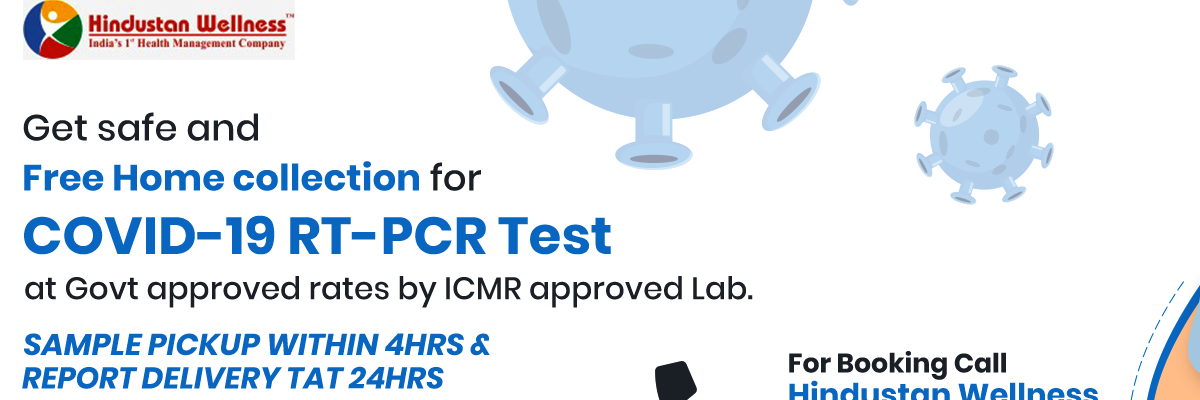 Hindustan Wellness™
India's 1st Health Management Company
Get safe and
Free Home collection for
COVID-19 RT-PCR Test
at Govt approved rates by ICMR approved Lab.
SAMPLE PICKUP WITHIN 4HRS &
REPORT DELIVERY TAT 24HRS
For Booking Call
Hindustan Wellness